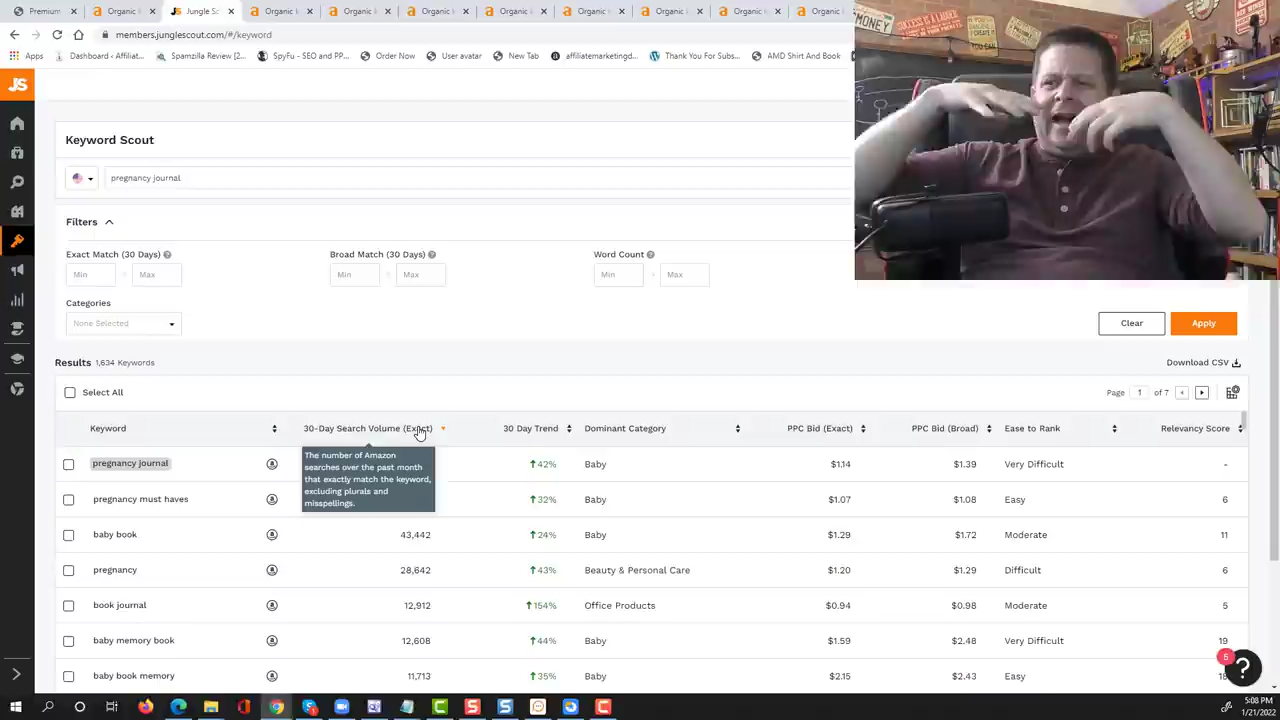 Premium
Jungle Sc
Organic k
Organic k
Organic k
Organic k
Organic k
Organic k
Organic k
Organic k
members.junglescout.com/#/keyword
Apps
Dashboard ‹ Affiliat...
Spamzilla Review [2...
SpyFu - SEO and PP...
Order Now
User avatar
New Tab
affiliatemarketingd...
Thank You For Subs...
AMD Shirt And Book
MONEY
SUCCESS IS A
JS
Keyword Scout
pregnancy journal
Filters
Exact Match (30 Days) ?
Broad Match (30 Days) ?
Word Count ?
Min - Max
Min - Max
Min - Max
Categories
None Selected
Clear
Apply
Results 1,634 Keywords
Download CSV
Select All
Page 1 of 7
Keyword 30-Day Search Volume (Exact) 30 Day Trend Dominant Category PPC Bid (Exact) PPC Bid (Broad) Ease to Rank Relevancy Score
The number of Amazon
searches over the past month
that exactly match the keyword,
excluding plurals and
misspellings.
pregnancy journal 42% Baby $1.14 $1.39 Very Difficult -
pregnancy must haves 32% Baby $1.07 $1.08 Easy 6
baby book 43,442 24% Baby $1.29 $1.72 Moderate 11
pregnancy 28,642 43% Beauty & Personal Care $1.20 $1.29 Difficult 6
book journal 12,912 154% Office Products $0.94 $0.98 Moderate 5
baby memory book 12,608 44% Baby $1.59 $2.48 Very Difficult 19
baby book memory 11,713 35% Baby $2.15 $2.43 Easy
5
?
5:08 PM
1/21/2022